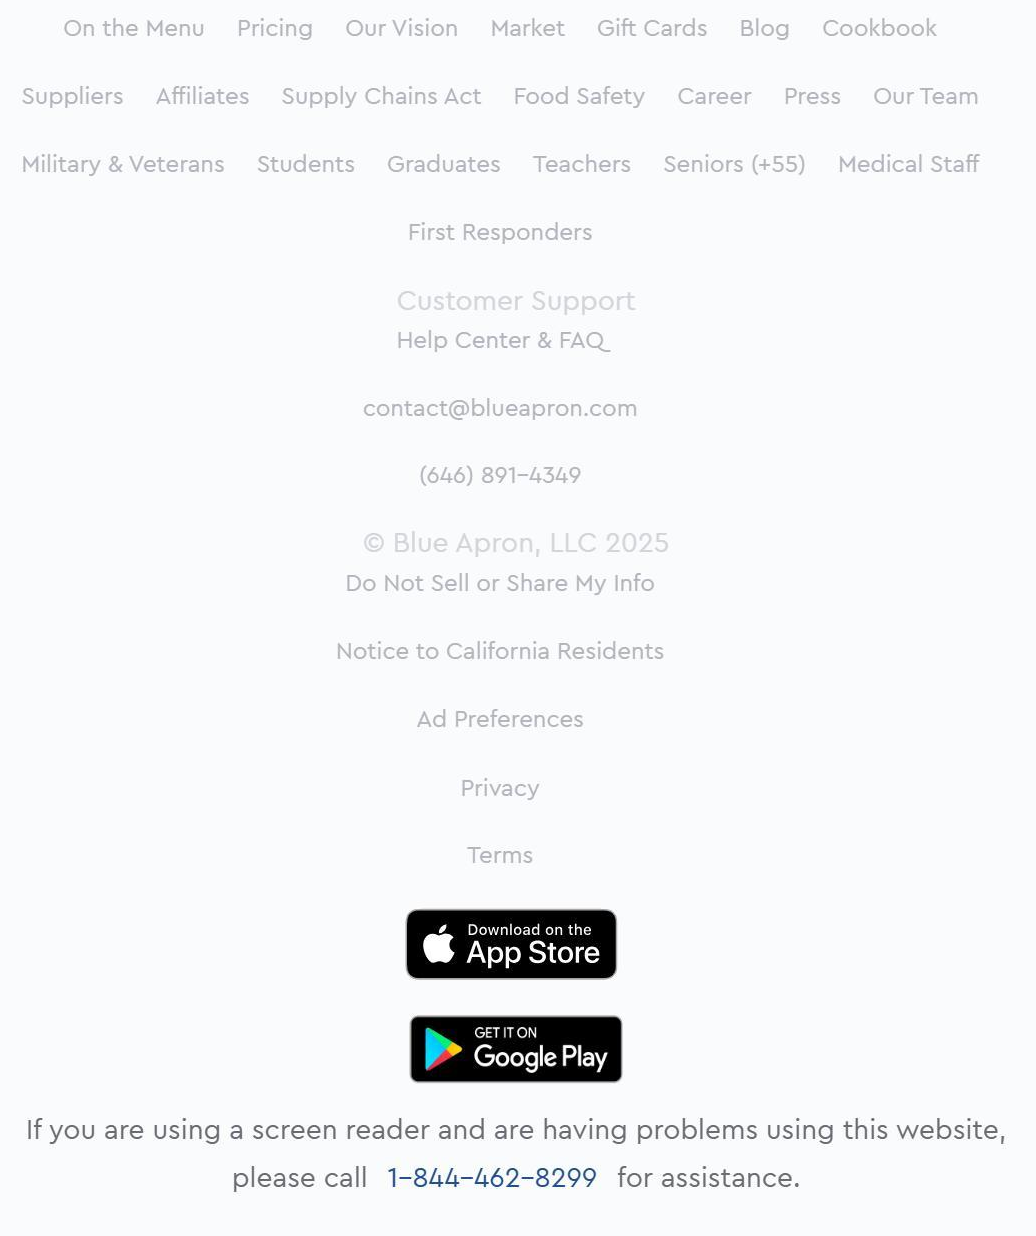 On the Menu Pricing Our Vision Market Gift Cards Blog Cookbook
Suppliers Affiliates Supply Chains Act Food Safety Career Press Our Team
Military & Veterans Students Graduates Teachers Seniors (+55) Medical Staff
First Responders
Customer Support
Help Center & FAQ
contact@blueapron.com
(646) 891-4349
© Blue Apron, LLC 2025
Do Not Sell or Share My Info
Notice to California Residents
Ad Preferences
Privacy
Terms
Download on the
App Store
GET IT ON
Google Play
If you are using a screen reader and are having problems using this website,
please call 1-844-462-8299 for assistance.